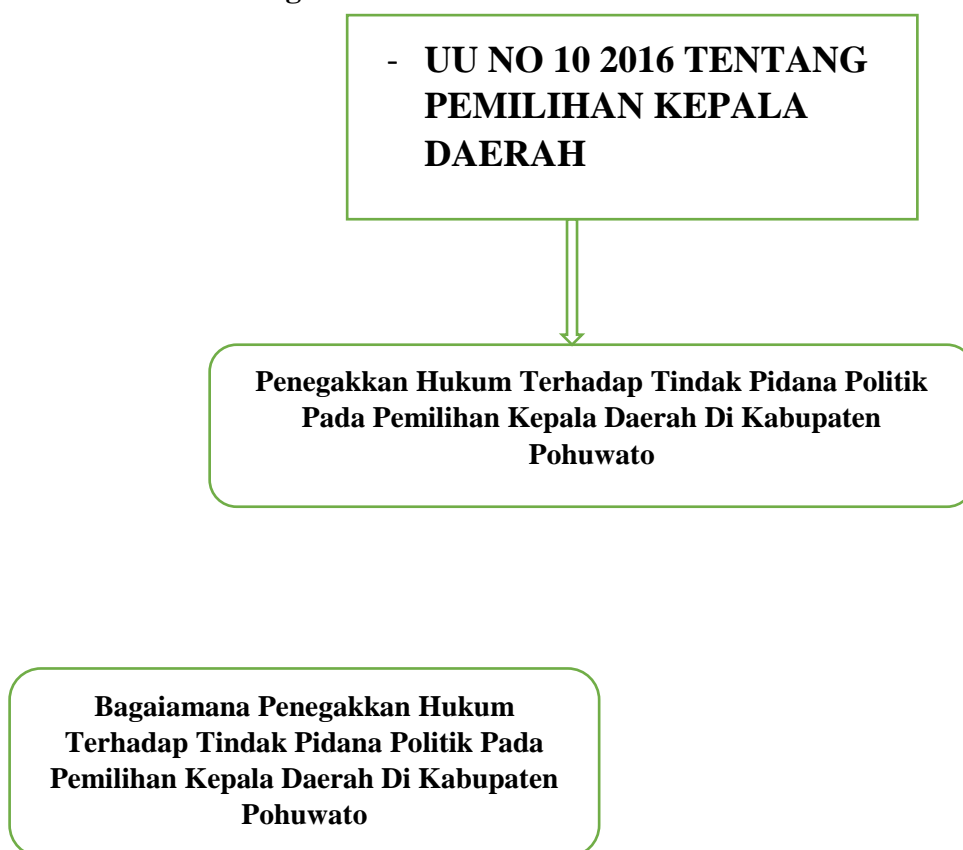 - UU NO 10 2016 TENTANG
PEMILIHAN KEPALA
DAERAH
Penegakkan Hukum Terhadap Tindak Pidana Politik
Pada Pemilihan Kepala Daerah Di Kabupaten
Pohuwato
Bagaiamana Penegakkan Hukum
Terhadap Tindak Pidana Politik Pada
Pemilihan Kepala Daerah Di Kabupaten
Pohuwato